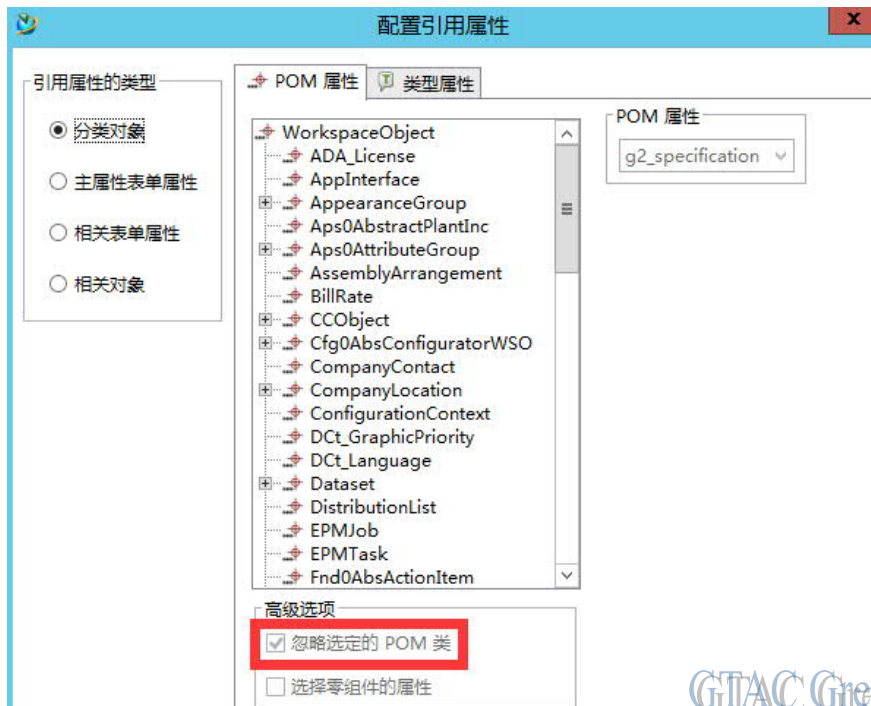 配置引用属性
x
引用属性的类型
分类对象
主属性表单属性
相关表单属性
相关对象
POM 属性
类型属性
WorkspaceObject
ADA_License
AppInterface
AppearanceGroup
Aps0AbstractPlantInc
Aps0AttributeGroup
AssemblyArrangement
BillRate
CCObject
Cfg0AbsConfiguratorWSO
CompanyContact
CompanyLocation
ConfigurationContext
DCt_GraphicPriority
DCt_Language
Dataset
DistributionList
EPMJob
EPMTask
Fnd0AbsActionItem
POM 属性
g2_specification
高级选项
忽略选定的 POM 类
选择零组件的属性
GTAC Gre